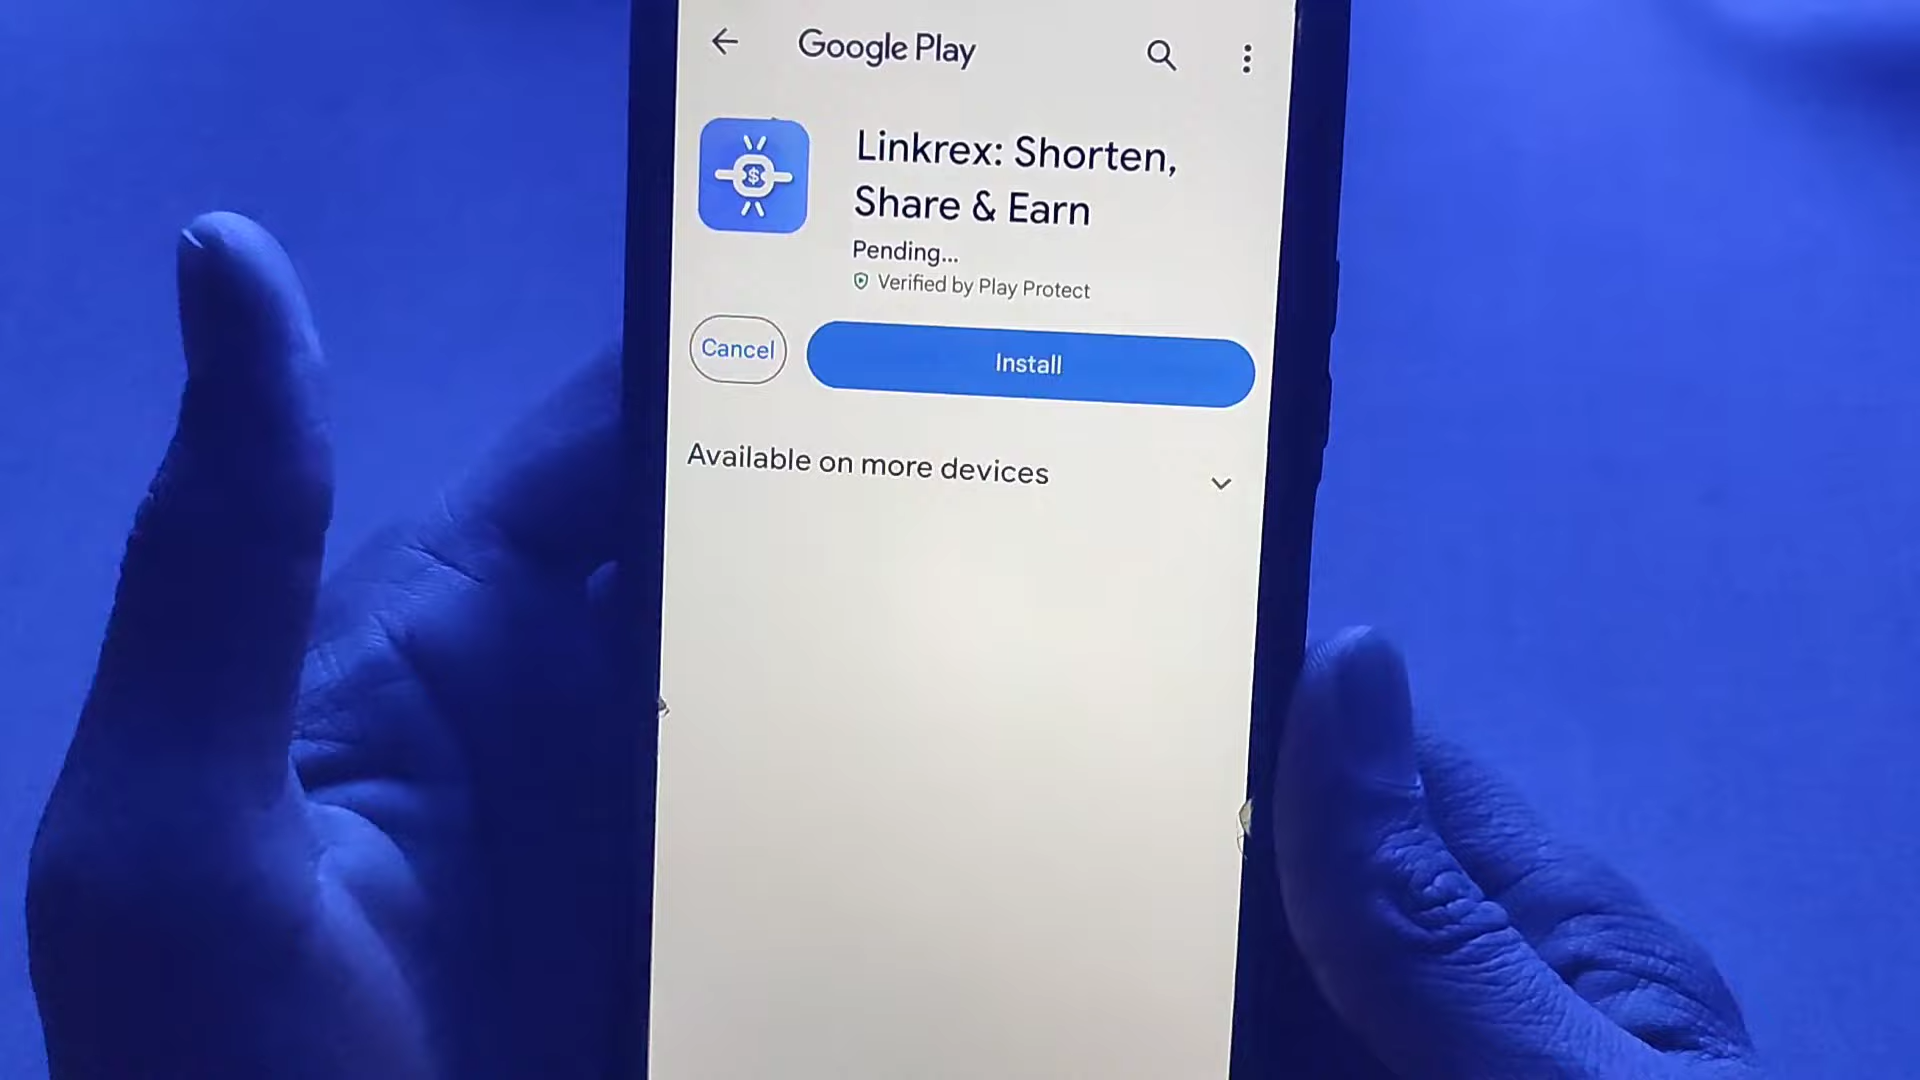 Google Play
$
Linkrex: Shorten,
Share & Earn
Pending...
Verified by Play Protect
Cancel
Install
Available on more devices